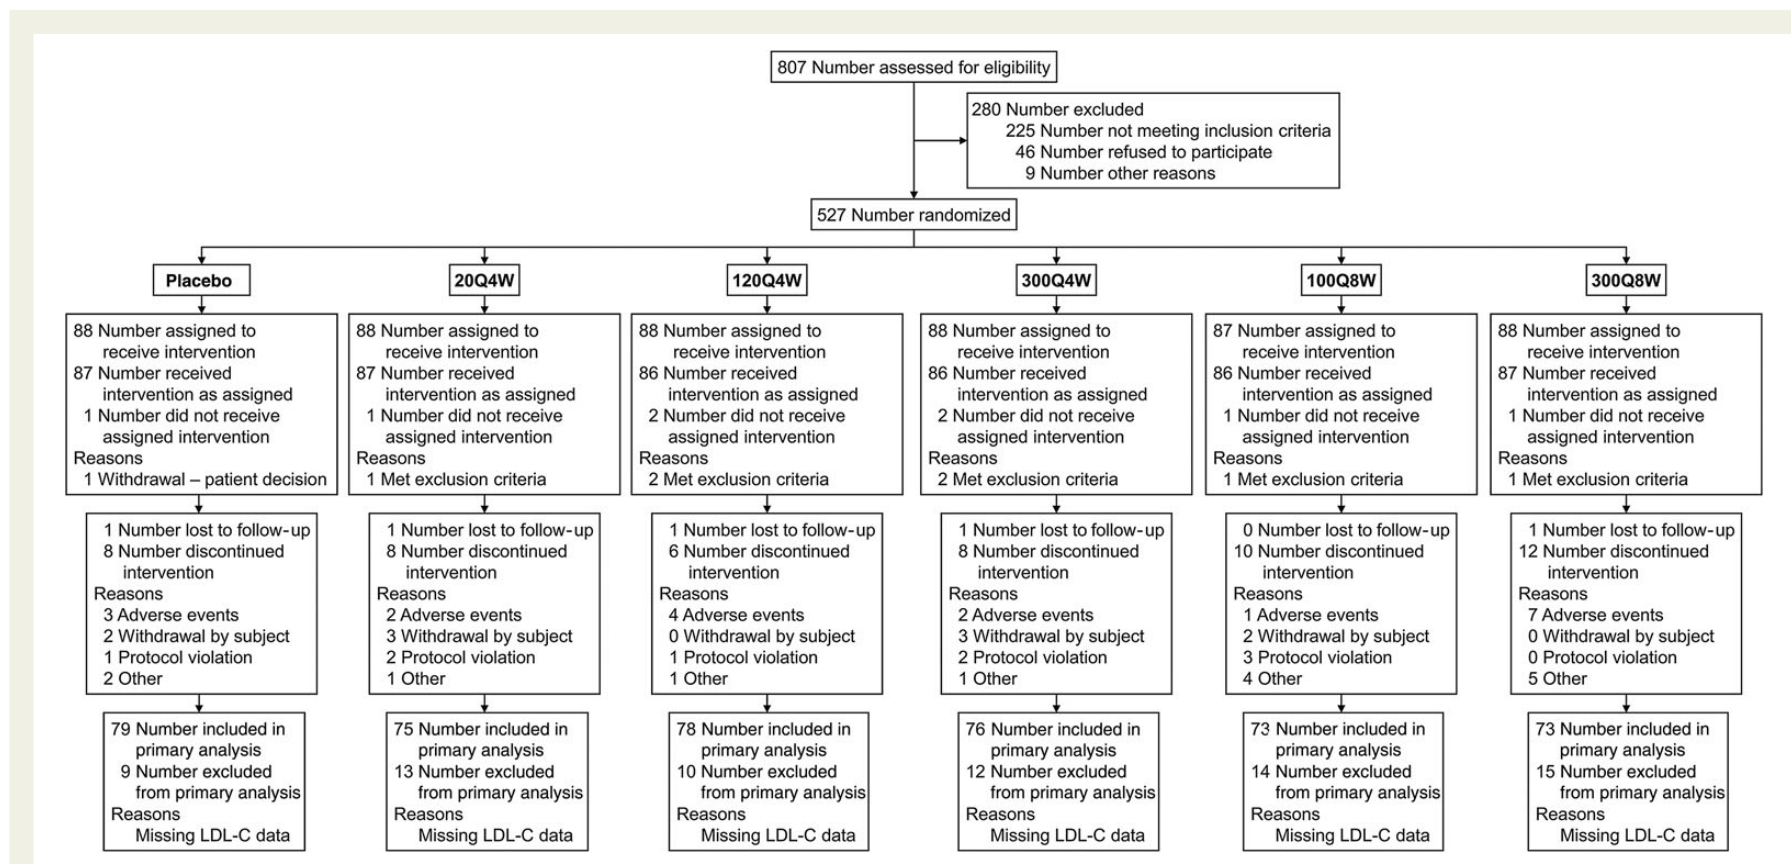 807 Number assessed for eligibility
280 Number excluded
225 Number not meeting inclusion criteria
46 Number refused to participate
9 Number other reasons
527 Number randomized
Placebo
88 Number assigned to
receive intervention
87 Number received
intervention as assigned
1 Number did not receive
assigned intervention
Reasons
1 Withdrawal – patient decision
1 Number lost to follow-up
8 Number discontinued
intervention
Reasons
3 Adverse events
2 Withdrawal by subject
1 Protocol violation
2 Other
79 Number included in
primary analysis
9 Number excluded
from primary analysis
Reasons
Missing LDL-C data
20Q4W
88 Number assigned to
receive intervention
87 Number received
intervention as assigned
1 Number did not receive
assigned intervention
Reasons
1 Met exclusion criteria
1 Number lost to follow-up
8 Number discontinued
intervention
Reasons
2 Adverse events
3 Withdrawal by subject
2 Protocol violation
1 Other
75 Number included in
primary analysis
13 Number excluded
from primary analysis
Reasons
Missing LDL-C data
120Q4W
88 Number assigned to
receive intervention
86 Number received
intervention as assigned
2 Number did not receive
assigned intervention
Reasons
2 Met exclusion criteria
1 Number lost to follow-up
6 Number discontinued
intervention
Reasons
4 Adverse events
0 Withdrawal by subject
1 Protocol violation
1 Other
78 Number included in
primary analysis
10 Number excluded
from primary analysis
Reasons
Missing LDL-C data
300Q4W
88 Number assigned to
receive intervention
86 Number received
intervention as assigned
2 Number did not receive
assigned intervention
Reasons
2 Met exclusion criteria
1 Number lost to follow-up
8 Number discontinued
intervention
Reasons
2 Adverse events
3 Withdrawal by subject
2 Protocol violation
1 Other
76 Number included in
primary analysis
12 Number excluded
from primary analysis
Reasons
Missing LDL-C data
100Q8W
87 Number assigned to
receive intervention
86 Number received
intervention as assigned
1 Number did not receive
assigned intervention
Reasons
1 Met exclusion criteria
0 Number lost to follow-up
10 Number discontinued
intervention
Reasons
1 Adverse events
2 Withdrawal by subject
3 Protocol violation
4 Other
73 Number included in
primary analysis
14 Number excluded
from primary analysis
Reasons
Missing LDL-C data
300Q8W
88 Number assigned to
receive intervention
87 Number received
intervention as assigned
1 Number did not receive
assigned intervention
Reasons
1 Met exclusion criteria
1 Number lost to follow-up
12 Number discontinued
intervention
Reasons
7 Adverse events
0 Withdrawal by subject
0 Protocol violation
5 Other
73 Number included in
primary analysis
15 Number excluded
from primary analysis
Reasons
Missing LDL-C data